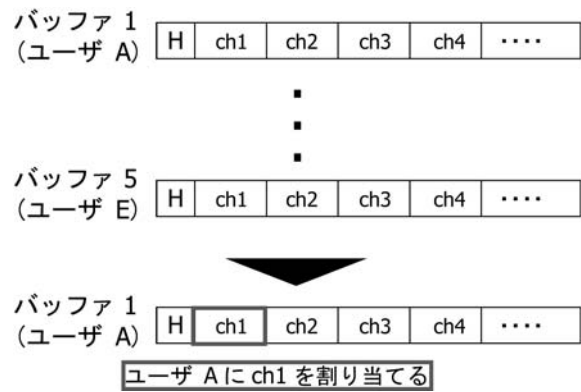 バッファ 1
(ユーザ A)
H ch1 ch2 ch3 ch4 ････
バッファ 5
(ユーザ E)
H ch1 ch2 ch3 ch4 ････
バッファ 1
(ユーザ A)
H ch1 ch2 ch3 ch4 ････
ユーザ A に ch1 を割り当てる